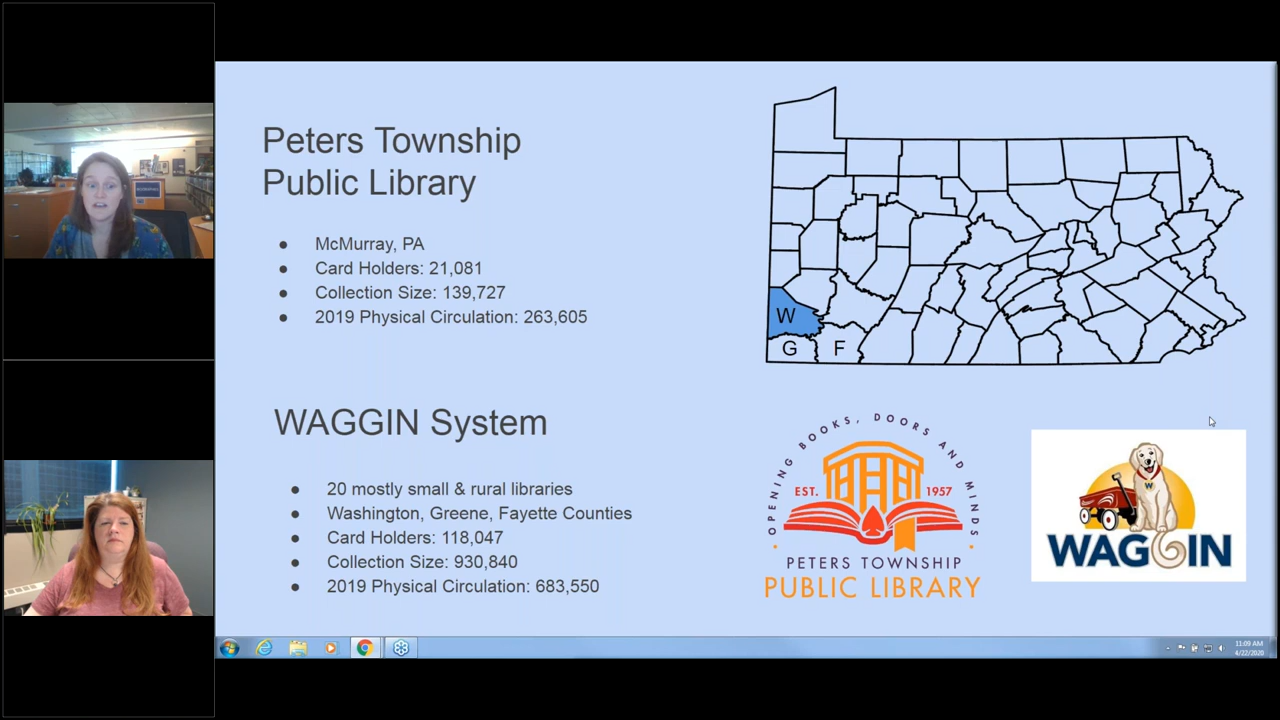 Peters Township
Public Library
● McMurray, PA
● Card Holders: 21,081
● Collection Size: 139,727
● 2019 Physical Circulation: 263,605
W
G F
WAGGIN System
● 20 mostly small & rural libraries
● Washington, Greene, Fayette Counties
● Card Holders: 118,047
● Collection Size: 930,840
● 2019 Physical Circulation: 683,550
OPENING BOOKS, DOORS AND MINDS
EST. 1957
PETERS TOWNSHIP
PUBLIC LIBRARY
W
WAGGIN
11:09 AM
4/22/2020